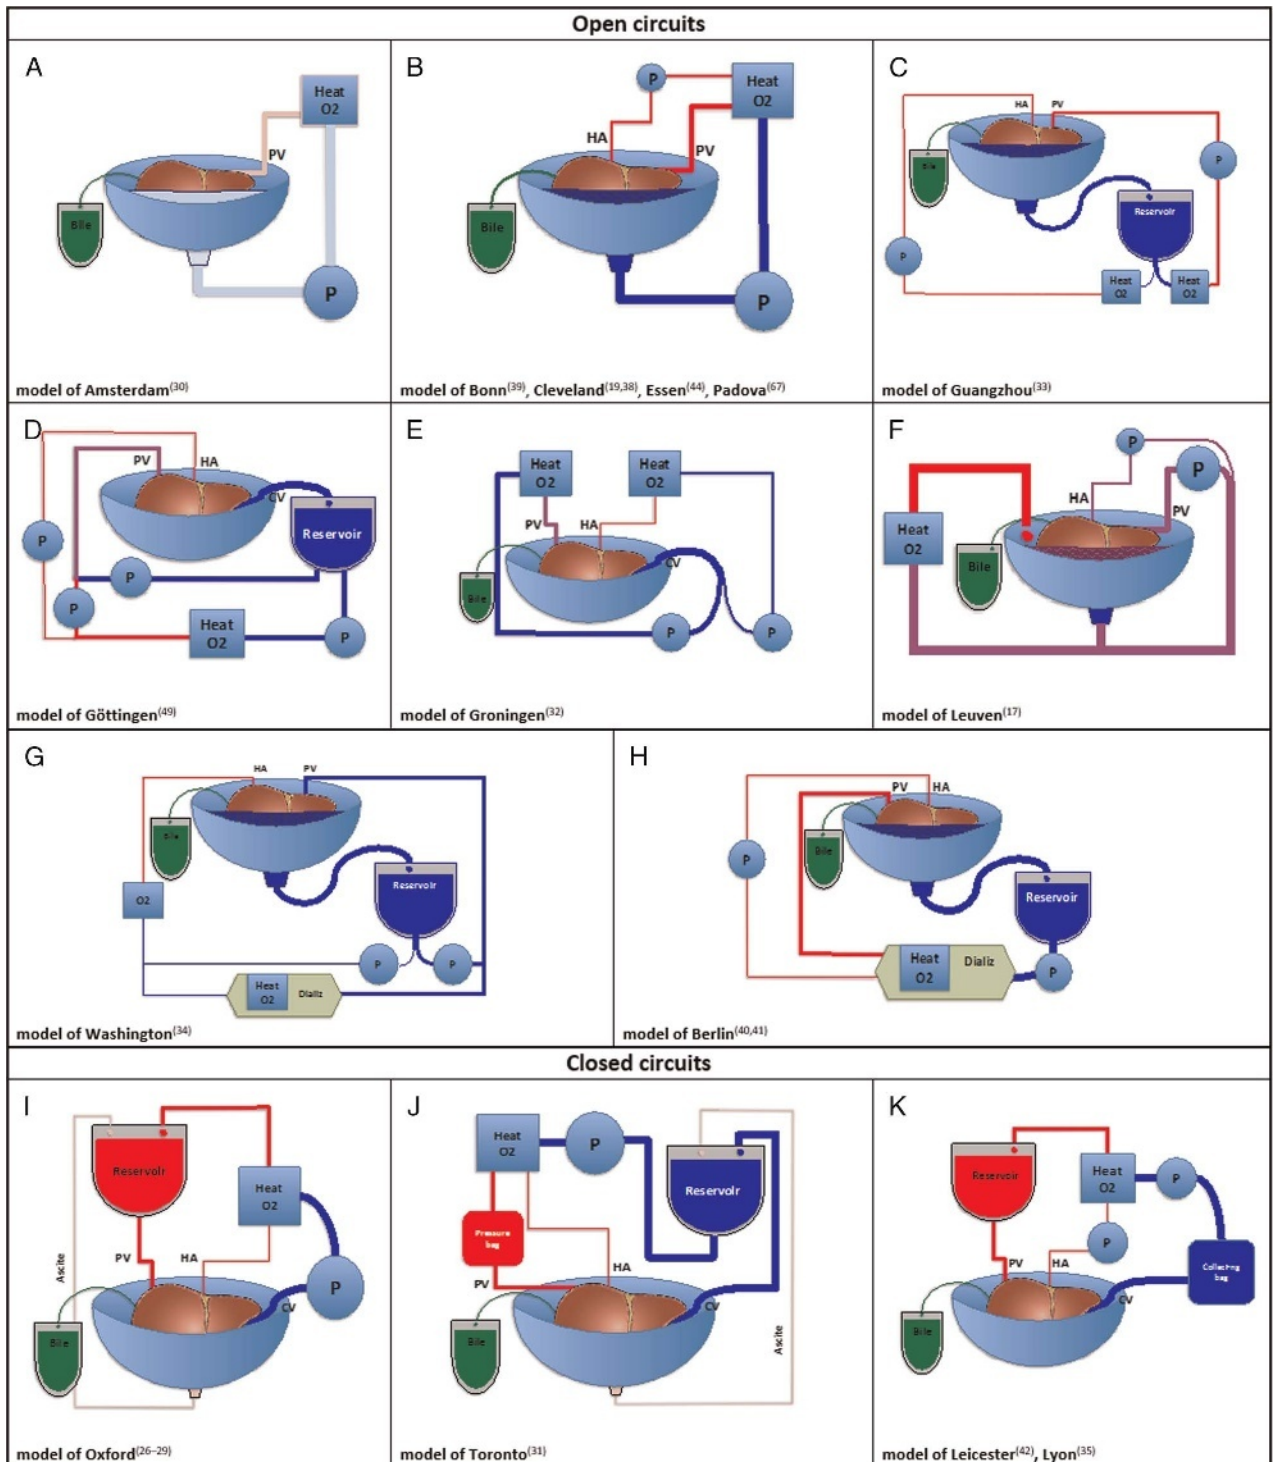 Open circuits
A
Heat
O2
PV
Bile
P
model of Amsterdam(30)
B
P
Heat
O2
HA
PV
Bile
P
model of Bonn(39), Cleveland(19,38), Essen(44), Padova(67)
C
HA PV
Bile
P
Reservoir
P
Heat
O2
Heat
O2
model of Guangzhou(33)
D
PV HA
CV
Reservoir
P
P
P
Heat
O2
P
model of Göttingen(49)
E
Heat
O2
Heat
O2
PV HA
CV
Bile
P
P
model of Groningen(32)
F
P
P
HA
PV
Heat
O2
Bile
model of Leuven(17)
G
HA PV
Bile
Reservoir
O2
P
P
Heat
O2
Dializ
model of Washington(34)
H
PV HA
P
Bile
Reservoir
Heat
O2
Dializ
P
model of Berlin(40,41)
Closed circuits
I
Reservoir
Heat
O2
Ascite
PV HA
P
CV
Bile
model of Oxford(26–29)
J
Heat
O2
P
Reservoir
Pressure
bag
HA
PV
CV
Bile
Ascite
model of Toronto(31)
K
Reservoir
Heat
O2
P
P
PV HA
Collecting
bag
CV
Bile
model of Leicester(42), Lyon(35)